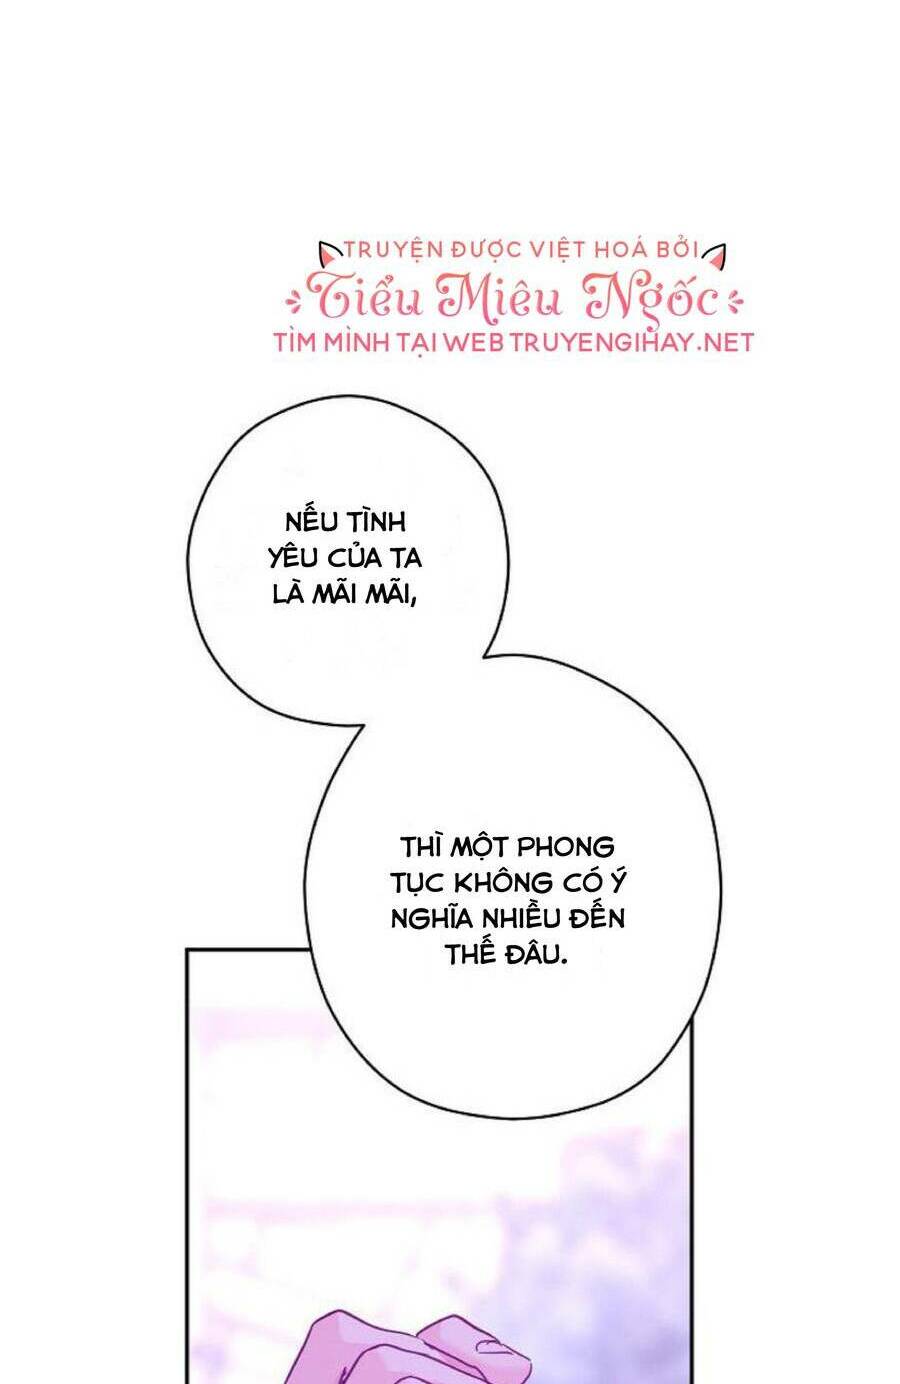 TRUYỆN ĐƯỢC VIỆT HOÁ BỞI
Tiểu Miêu Ngốc
TÌM MÌNH TẠI WEB TRUYENGIHAY.NET
NẾU TÌNH
YÊU CỦA TA
LÀ MÃI MÃI,
THÌ MỘT PHONG
TỤC KHÔNG CÓ Ý
NGHĨA NHIỀU ĐẾN
THẾ ĐÂU.